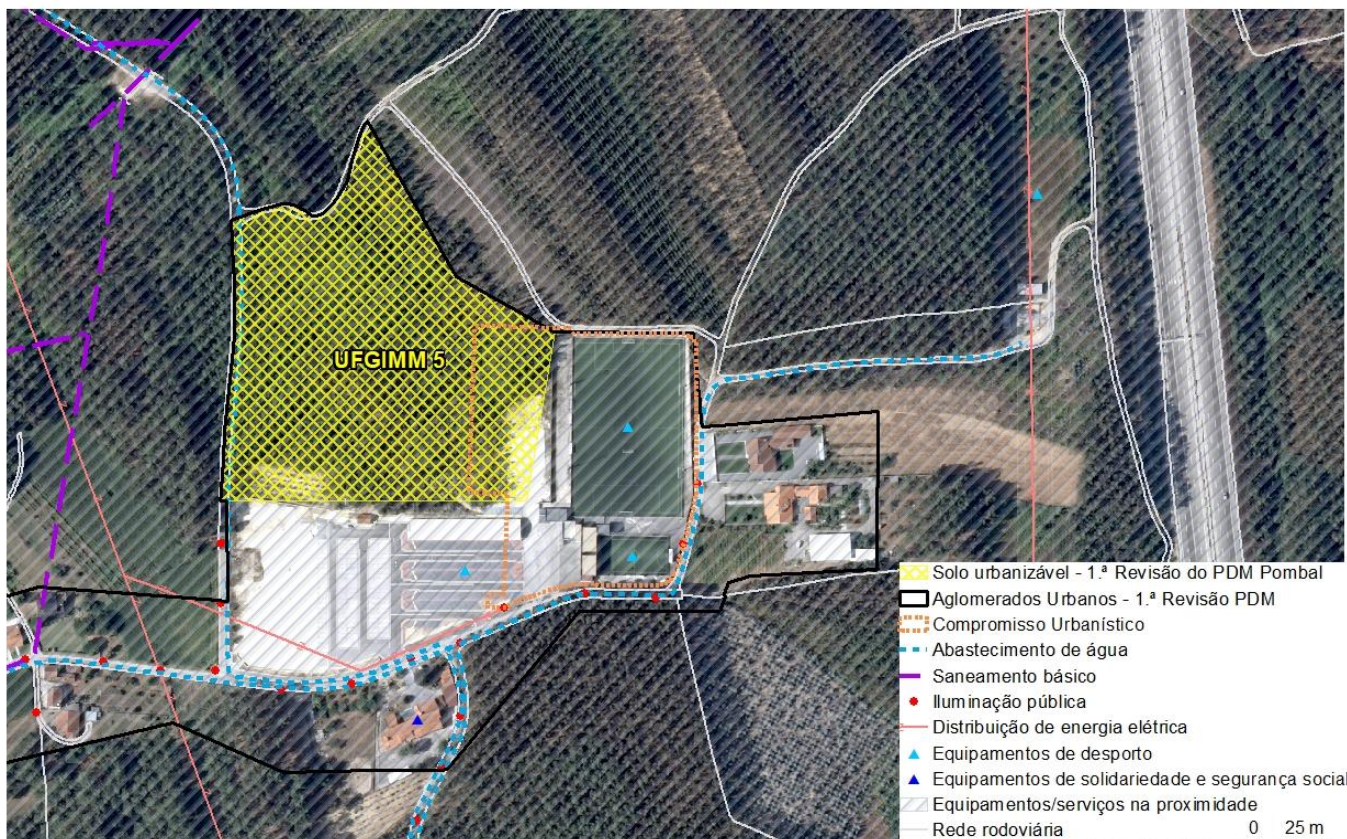 UFGIMM 5
Solo urbanizável - 1.ª Revisão do PDM Pombal
Aglomerados Urbanos - 1.ª Revisão PDM
Compromisso Urbanístico
Abastecimento de água
Saneamento básico
Iluminação pública
Distribuição de energia elétrica
Equipamentos de desporto
Equipamentos de solidariedade e segurança social
Equipamentos/serviços na proximidade
Rede rodoviária
0 25 m